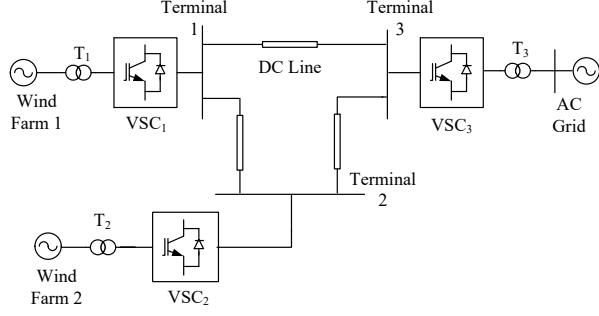 Terminal
1
Terminal
3
T₁
T₃
DC Line
Wind
Farm 1
VSC₁
VSC₃
AC
Grid
Terminal
2
T₂
Wind
Farm 2
VSC₂